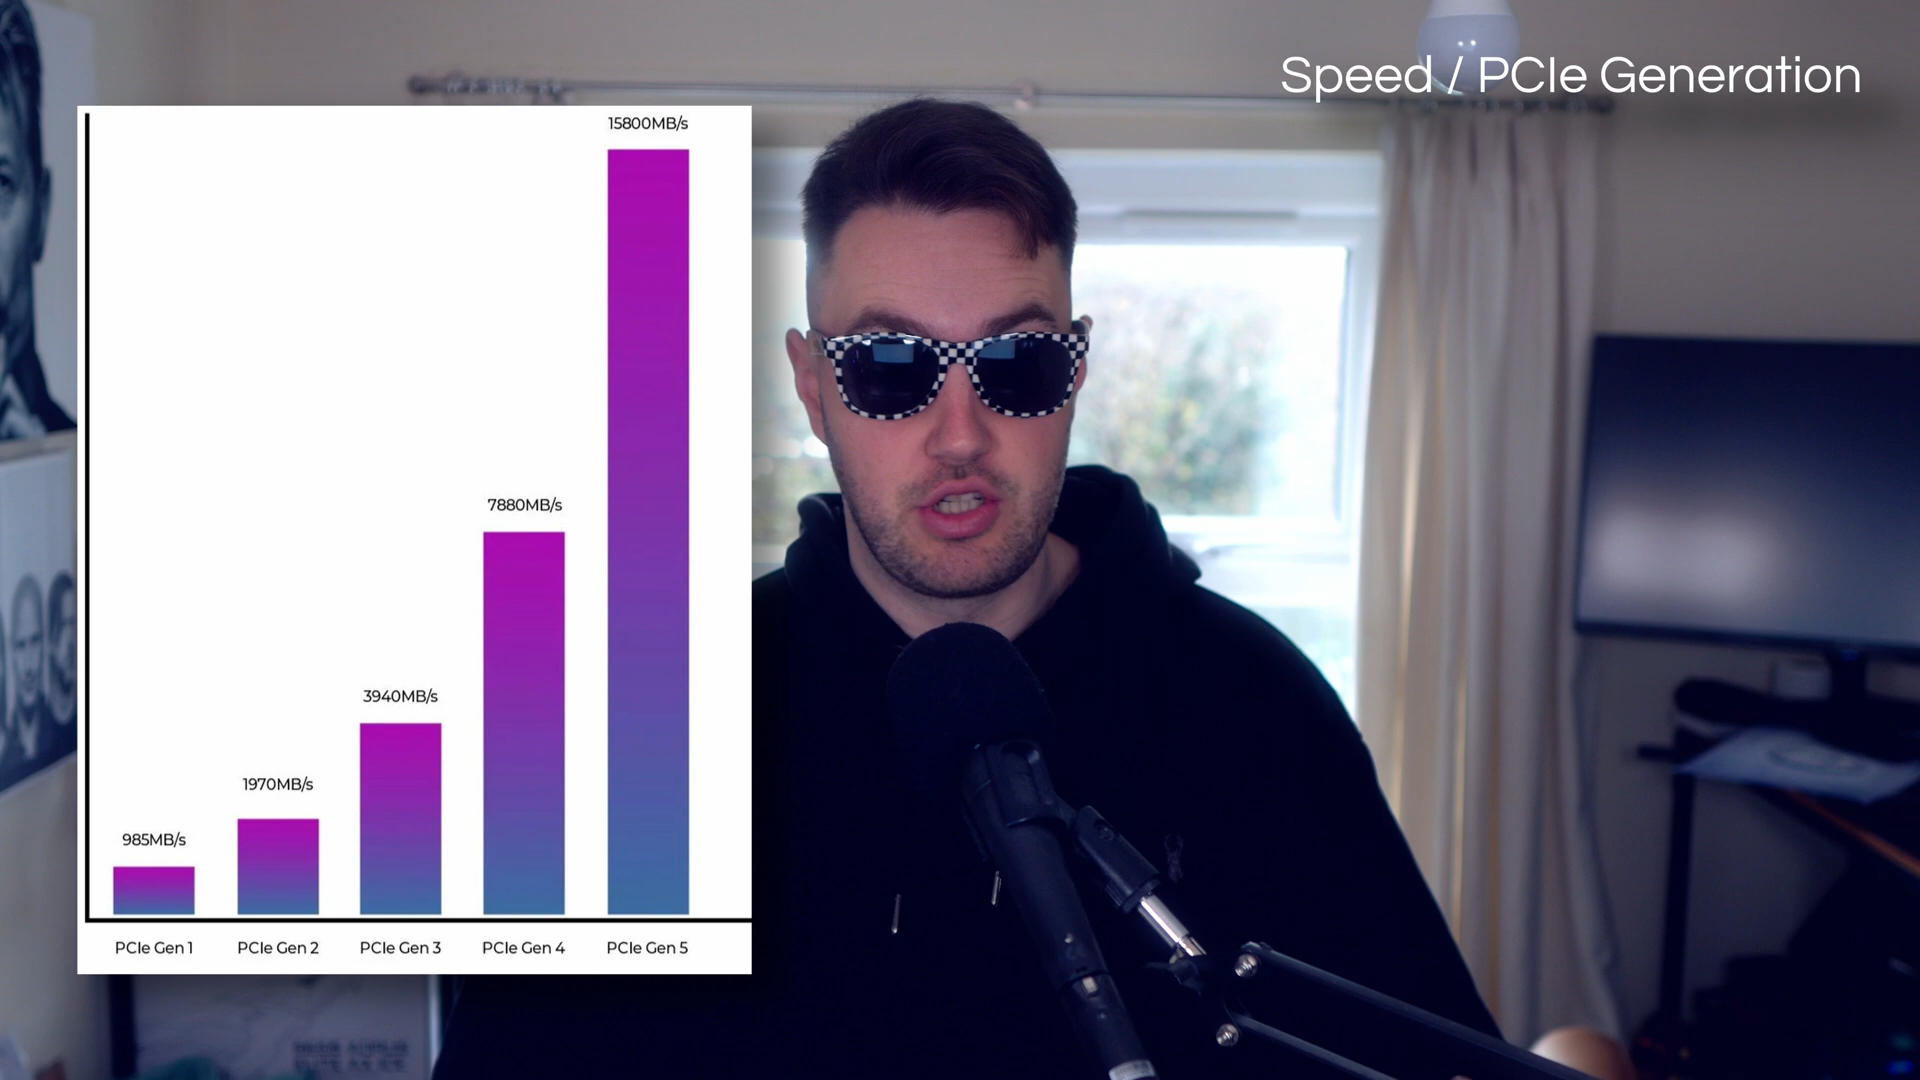 Speed / PCIe Generation
15800MB/s
7880MB/s
3940MB/s
1970MB/s
985MB/s
PCIe Gen 1 PCIe Gen 2 PCIe Gen 3 PCIe Gen 4 PCIe Gen 5